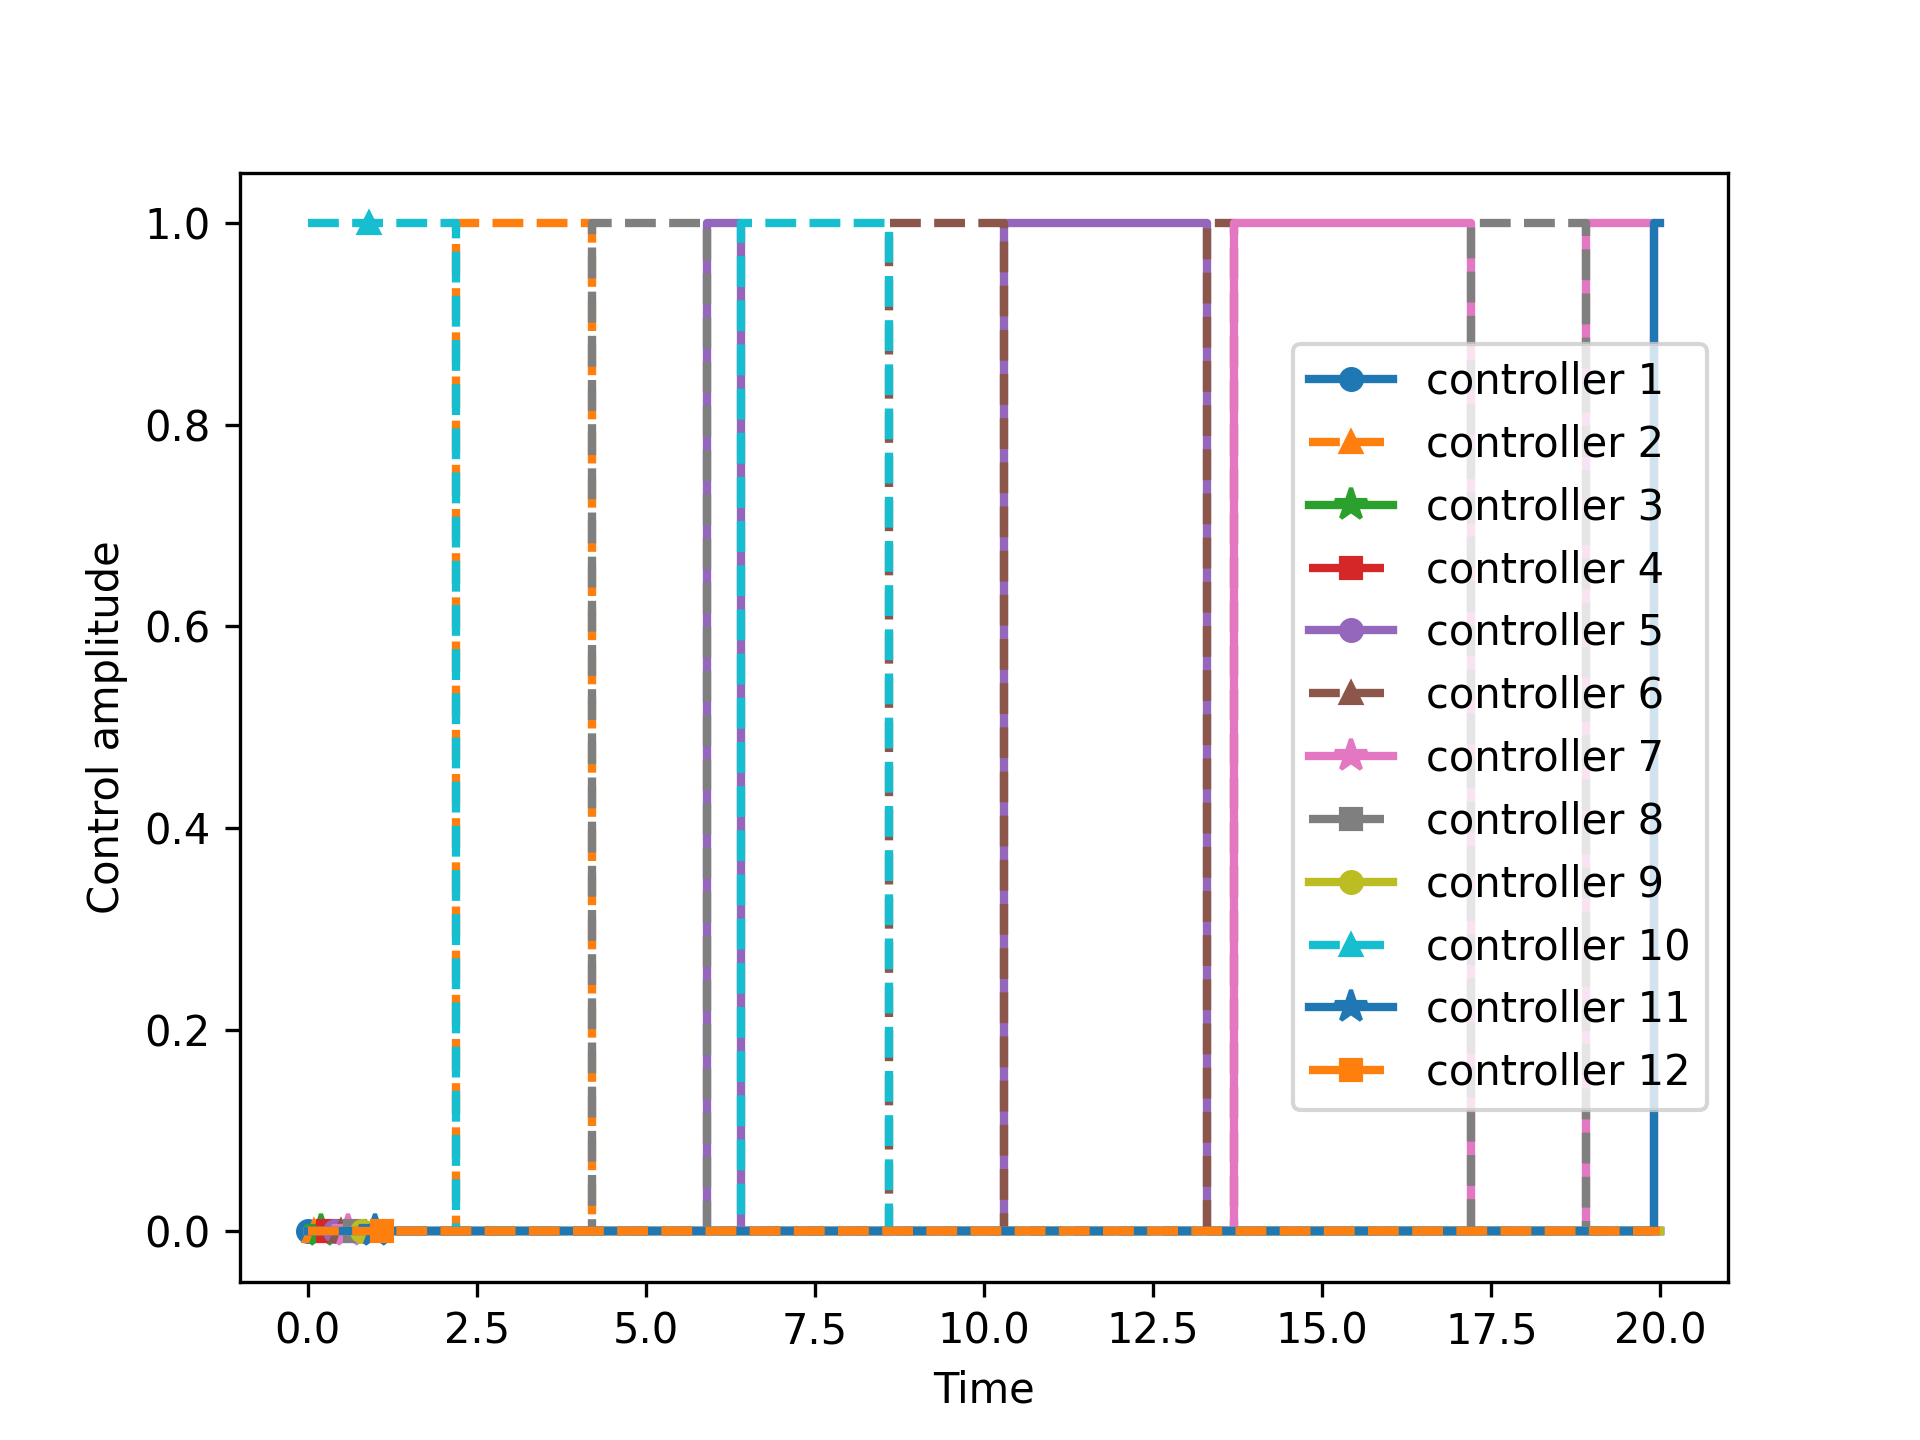 1.0
0.8
0.6
0.4
0.2
0.0
Control amplitude
controller 1
controller 2
controller 3
controller 4
controller 5
controller 6
controller 7
controller 8
controller 9
controller 10
controller 11
controller 12
0.0 2.5 5.0 7.5 10.0 12.5 15.0 17.5 20.0
Time